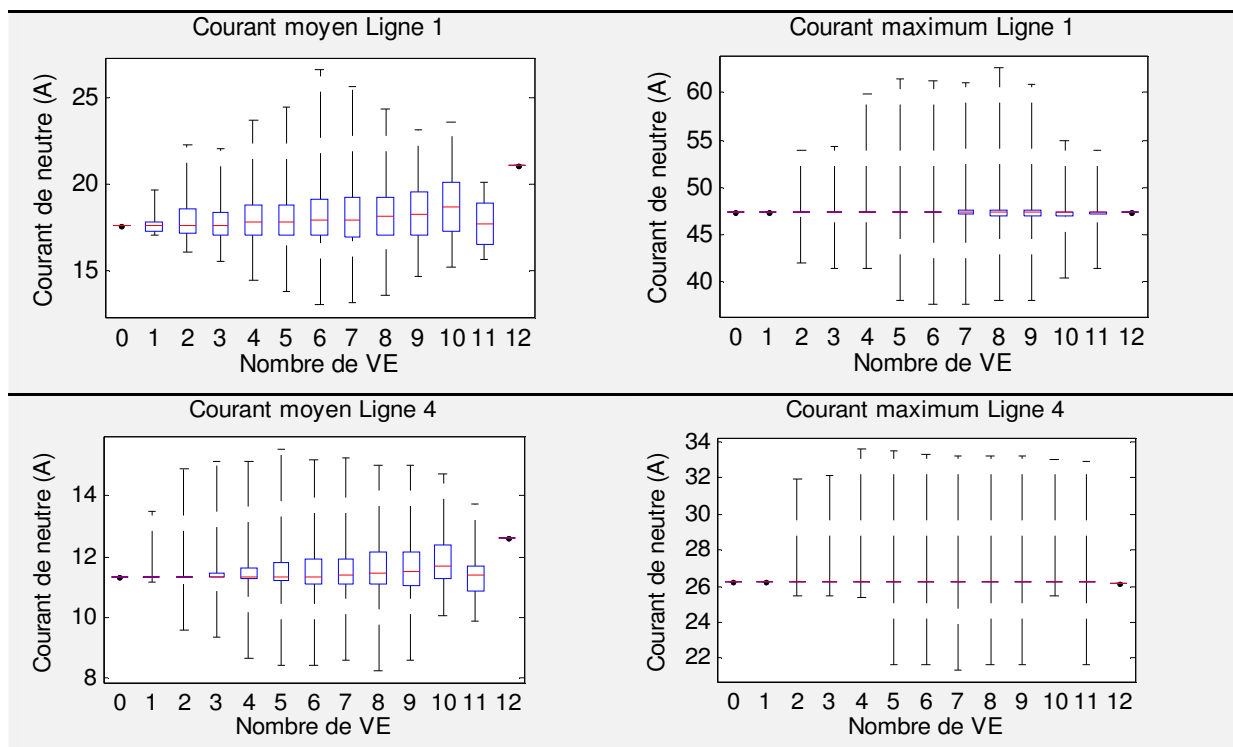 Courant moyen Ligne 1
Courant de neutre (A)
25
20
15
0 1 2 3 4 5 6 7 8 9 10 11 12
Nombre de VE
Courant maximum Ligne 1
Courant de neutre (A)
60
55
50
45
40
0 1 2 3 4 5 6 7 8 9 10 11 12
Nombre de VE
Courant moyen Ligne 4
Courant de neutre (A)
14
12
10
8
0 1 2 3 4 5 6 7 8 9 10 11 12
Nombre de VE
Courant maximum Ligne 4
Courant de neutre (A)
34
32
30
28
26
24
22
0 1 2 3 4 5 6 7 8 9 10 11 12
Nombre de VE